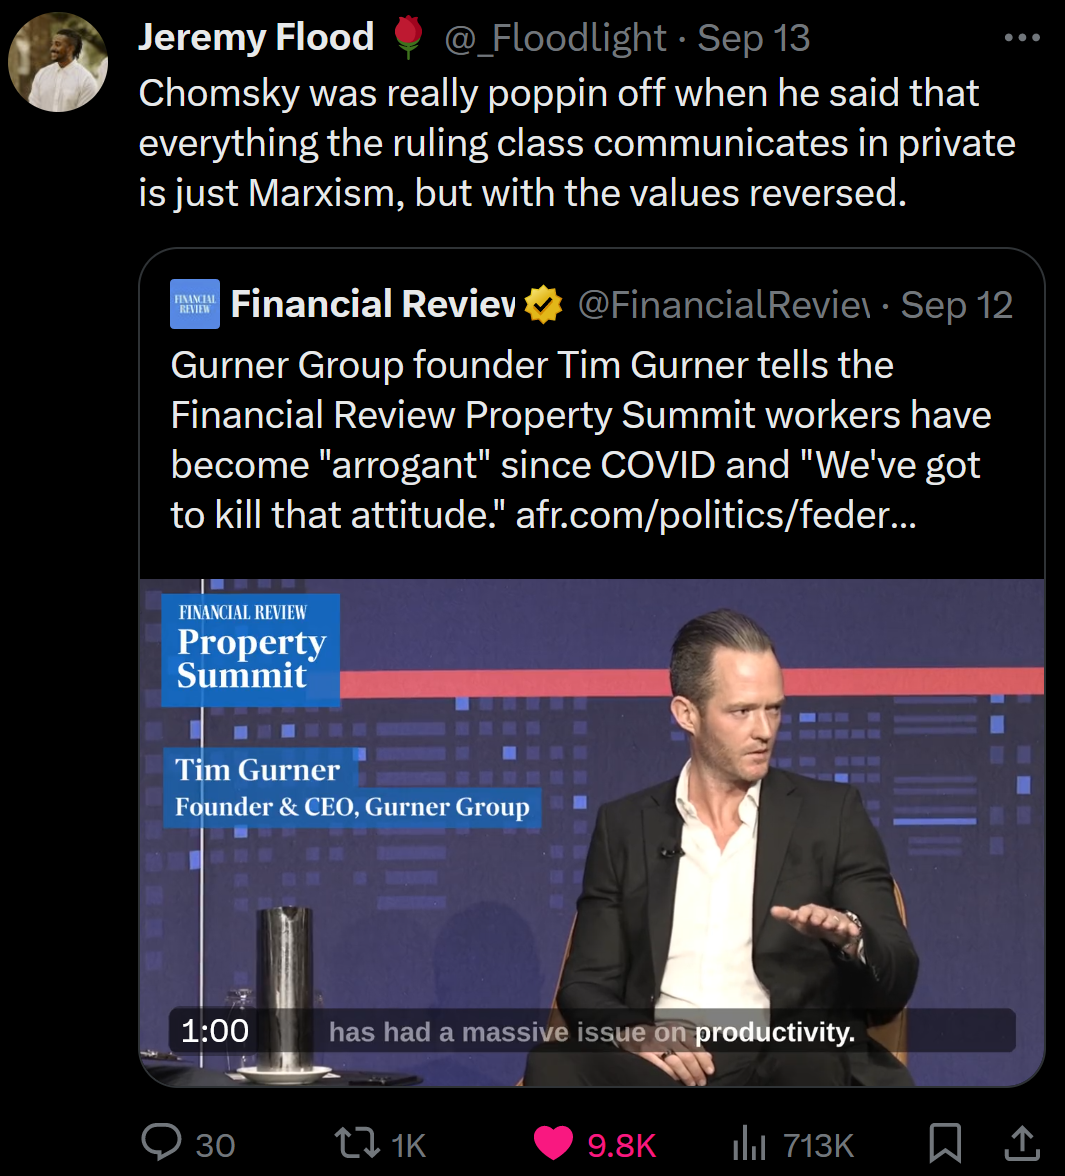 Jeremy Flood 🌹 @_Floodlight · Sep 13
Chomsky was really poppin off when he said that
everything the ruling class communicates in private
is just Marxism, but with the values reversed.
FINANCIAL
REVIEW
Financial Review @FinancialReview · Sep 12
Gurner Group founder Tim Gurner tells the
Financial Review Property Summit workers have
become "arrogant" since COVID and "We've got
to kill that attitude." afr.com/politics/feder...
FINANCIAL REVIEW
Property
Summit
Tim Gurner
Founder & CEO, Gurner Group
1:00
has had a massive issue on productivity.
30 1K 9.8K 713K